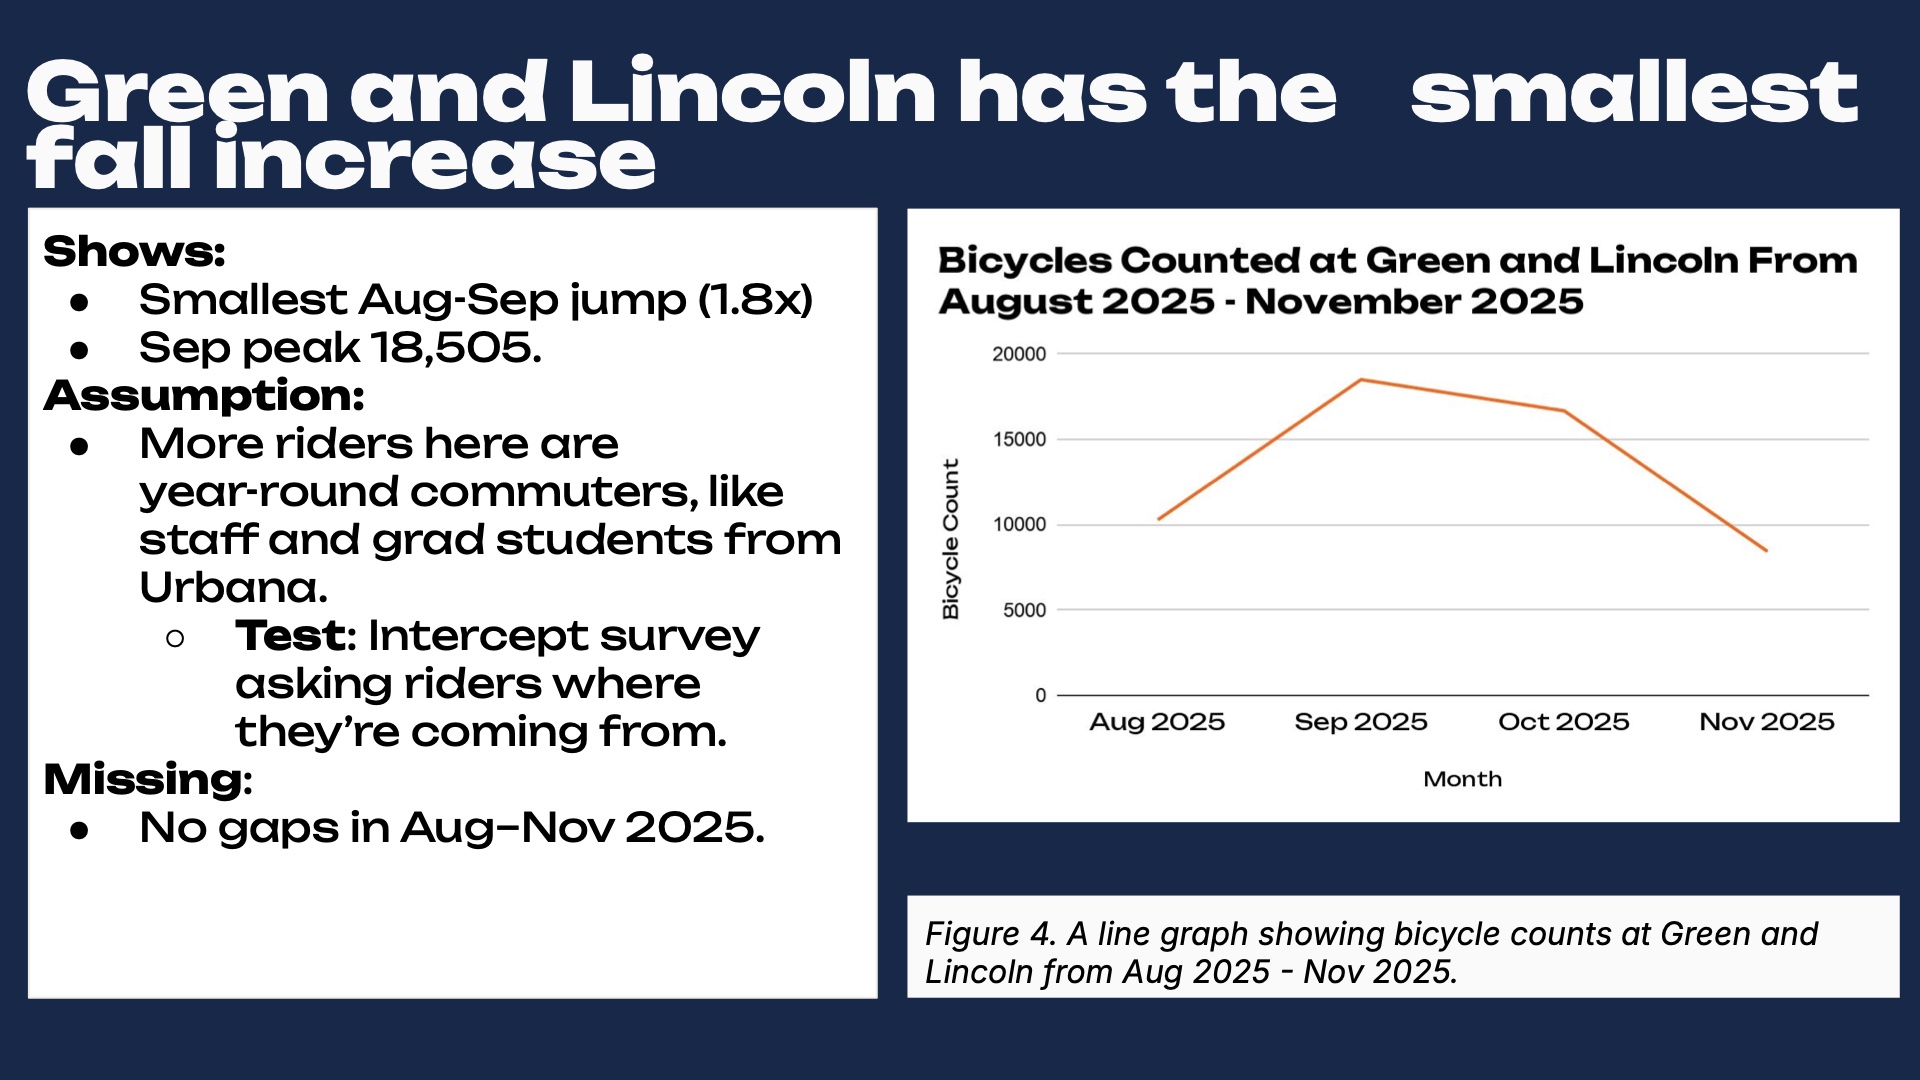 Green and Lincoln has the smallest
fall increase
Shows:
● Smallest Aug-Sep jump (1.8x)
● Sep peak 18,505.
Assumption:
● More riders here are
year-round commuters, like
staff and grad students from
Urbana.
○ Test: Intercept survey
asking riders where
they’re coming from.
Missing:
● No gaps in Aug–Nov 2025.
Bicycles Counted at Green and Lincoln From
August 2025 - November 2025
Bicycle Count
20000
15000
10000
5000
0
Aug 2025 Sep 2025 Oct 2025 Nov 2025
Month
Figure 4. A line graph showing bicycle counts at Green and
Lincoln from Aug 2025 - Nov 2025.